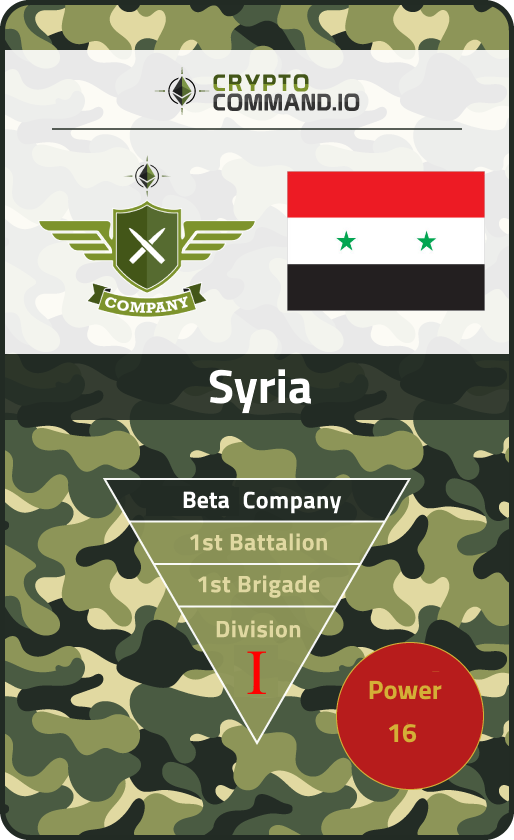 CRYPTO
COMMAND.IO
COMPANY
Syria
Beta Company
1st Battalion
1st Brigade
Division
I
Power
16